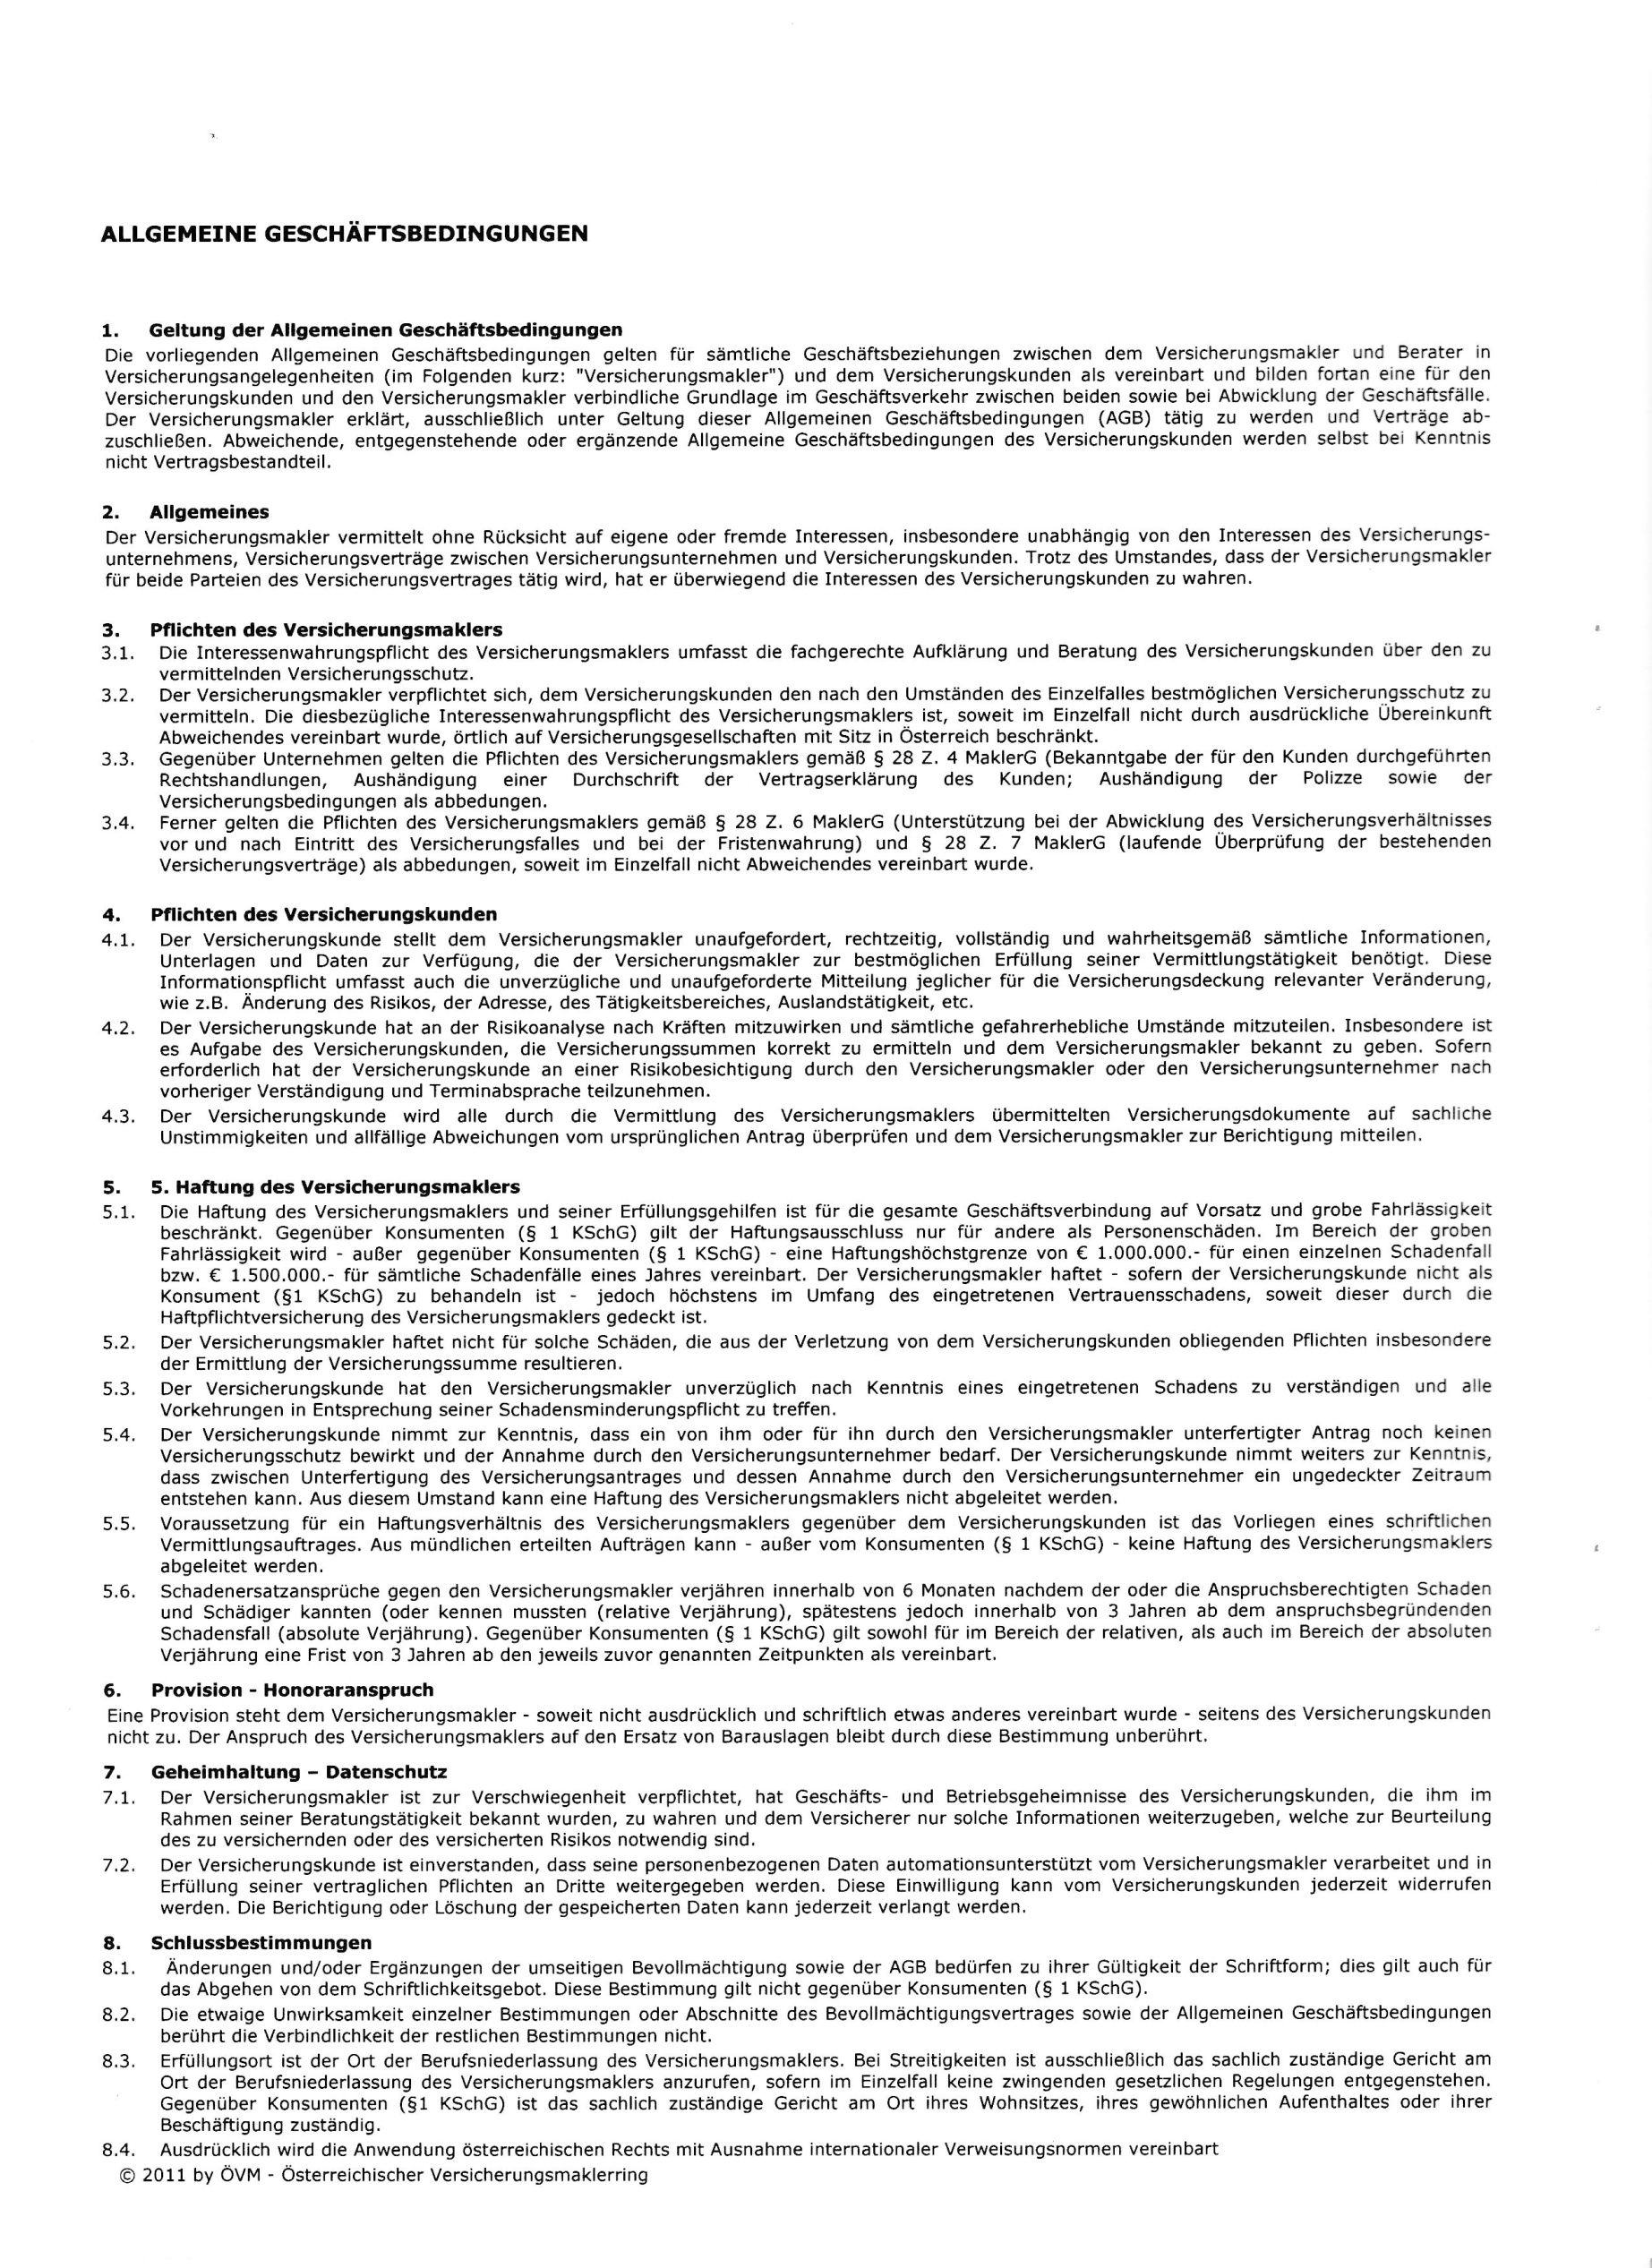 ALLGEMEINE GESCHÄFTSBEDINGUNGEN
1. Geltung der Allgemeinen Geschäftsbedingungen
Die vorliegenden Allgemeinen Geschäftsbedingungen gelten für sämtliche Geschäftsbeziehungen zwischen dem Versicherungsmakler und Berater in
Versicherungsangelegenheiten (im Folgenden kurz: "Versicherungsmakler") und dem Versicherungskunden als vereinbart und bilden fortan eine für den
Versicherungskunden und den Versicherungsmakler verbindliche Grundlage im Geschäftsverkehr zwischen beiden sowie bei Abwicklung der Geschäftsfälle.
Der Versicherungsmakler erklärt, ausschließlich unter Geltung dieser Allgemeinen Geschäftsbedingungen (AGB) tätig zu werden und Verträge ab-
zuschließen. Abweichende, entgegenstehende oder ergänzende Allgemeine Geschäftsbedingungen des Versicherungskunden werden selbst bei Kenntnis
nicht Vertragsbestandteil.
2. Allgemeines
Der Versicherungsmakler vermittelt ohne Rücksicht auf eigene oder fremde Interessen, insbesondere unabhängig von den Interessen des Versicherungs-
unternehmens, Versicherungsverträge zwischen Versicherungsunternehmen und Versicherungskunden. Trotz des Umstandes, dass der Versicherungsmakler
für beide Parteien des Versicherungsvertrages tätig wird, hat er überwiegend die Interessen des Versicherungskunden zu wahren.
3. Pflichten des Versicherungsmaklers
3.1. Die Interessenwahrungspflicht des Versicherungsmaklers umfasst die fachgerechte Aufklärung und Beratung des Versicherungskunden über den zu
vermittelnden Versicherungsschutz.
3.2. Der Versicherungsmakler verpflichtet sich, dem Versicherungskunden den nach den Umständen des Einzelfalles bestmöglichen Versicherungsschutz zu
vermitteln. Die diesbezügliche Interessenwahrungspflicht des Versicherungsmaklers ist, soweit im Einzelfall nicht durch ausdrückliche Übereinkunft
Abweichendes vereinbart wurde, örtlich auf Versicherungsgesellschaften mit Sitz in Österreich beschränkt.
3.3. Gegenüber Unternehmen gelten die Pflichten des Versicherungsmaklers gemäß § 28 Z. 4 MaklerG (Bekanntgabe der für den Kunden durchgeführten
Rechtshandlungen, Aushändigung einer Durchschrift der Vertragserklärung des Kunden; Aushändigung der Polizze sowie der
Versicherungsbedingungen als abbedungen.
3.4. Ferner gelten die Pflichten des Versicherungsmaklers gemäß § 28 Z. 6 MaklerG (Unterstützung bei der Abwicklung des Versicherungsverhältnisses
vor und nach Eintritt des Versicherungsfalles und bei der Fristenwahrung) und § 28 Z. 7 MaklerG (laufende Überprüfung der bestehenden
Versicherungsverträge) als abbedungen, soweit im Einzelfall nicht Abweichendes vereinbart wurde.
4. Pflichten des Versicherungskunden
4.1. Der Versicherungskunde stellt dem Versicherungsmakler unaufgefordert, rechtzeitig, vollständig und wahrheitsgemäß sämtliche Informationen,
Unterlagen und Daten zur Verfügung, die der Versicherungsmakler zur bestmöglichen Erfüllung seiner Vermittlungstätigkeit benötigt. Diese
Informationspflicht umfasst auch die unverzügliche und unaufgeforderte Mitteilung jeglicher für die Versicherungsdeckung relevanter Veränderung,
wie z.B. Änderung des Risikos, der Adresse, des Tätigkeitsbereiches, Auslandstätigkeit, etc.
4.2. Der Versicherungskunde hat an der Risikoanalyse nach Kräften mitzuwirken und sämtliche gefahrerhebliche Umstände mitzuteilen. Insbesondere ist
es Aufgabe des Versicherungskunden, die Versicherungssummen korrekt zu ermitteln und dem Versicherungsmakler bekannt zu geben. Sofern
erforderlich hat der Versicherungskunde an einer Risikobesichtigung durch den Versicherungsmakler oder den Versicherungsunternehmer nach
vorheriger Verständigung und Terminabsprache teilzunehmen.
4.3. Der Versicherungskunde wird alle durch die Vermittlung des Versicherungsmaklers übermittelten Versicherungsdokumente auf sachliche
Unstimmigkeiten und allfällige Abweichungen vom ursprünglichen Antrag überprüfen und dem Versicherungsmakler zur Berichtigung mitteilen.
5. 5. Haftung des Versicherungsmaklers
5.1. Die Haftung des Versicherungsmaklers und seiner Erfüllungsgehilfen ist für die gesamte Geschäftsverbindung auf Vorsatz und grobe Fahrlässigkeit
beschränkt. Gegenüber Konsumenten (§ 1 KSchG) gilt der Haftungsausschluss nur für andere als Personenschäden. Im Bereich der groben
Fahrlässigkeit wird - außer gegenüber Konsumenten (§ 1 KSchG) - eine Haftungshöchstgrenze von € 1.000.000.- für einen einzelnen Schadenfall
bzw. € 1.500.000.- für sämtliche Schadenfälle eines Jahres vereinbart. Der Versicherungsmakler haftet - sofern der Versicherungskunde nicht als
Konsument (§1 KSchG) zu behandeln ist - jedoch höchstens im Umfang des eingetretenen Vertrauensschadens, soweit dieser durch die
Haftpflichtversicherung des Versicherungsmaklers gedeckt ist.
5.2. Der Versicherungsmakler haftet nicht für solche Schäden, die aus der Verletzung von dem Versicherungskunden obliegenden Pflichten insbesondere
der Ermittlung der Versicherungssumme resultieren.
5.3. Der Versicherungskunde hat den Versicherungsmakler unverzüglich nach Kenntnis eines eingetretenen Schadens zu verständigen und alle
Vorkehrungen in Entsprechung seiner Schadensminderungspflicht zu treffen.
5.4. Der Versicherungskunde nimmt zur Kenntnis, dass ein von ihm oder für ihn durch den Versicherungsmakler unterfertigter Antrag noch keinen
Versicherungsschutz bewirkt und der Annahme durch den Versicherungsunternehmer bedarf. Der Versicherungskunde nimmt weiters zur Kenntnis,
dass zwischen Unterfertigung des Versicherungsantrages und dessen Annahme durch den Versicherungsunternehmer ein ungedeckter Zeitraum
entstehen kann. Aus diesem Umstand kann eine Haftung des Versicherungsmaklers nicht abgeleitet werden.
5.5. Voraussetzung für ein Haftungsverhältnis des Versicherungsmaklers gegenüber dem Versicherungskunden ist das Vorliegen eines schriftlichen
Vermittlungsauftrages. Aus mündlichen erteilten Aufträgen kann - außer vom Konsumenten (§ 1 KSchG) - keine Haftung des Versicherungsmaklers
abgeleitet werden.
5.6. Schadenersatzansprüche gegen den Versicherungsmakler verjähren innerhalb von 6 Monaten nachdem der oder die Anspruchsberechtigten Schaden
und Schädiger kannten (oder kennen mussten (relative Verjährung), spätestens jedoch innerhalb von 3 Jahren ab dem anspruchsbegründenden
Schadensfall (absolute Verjährung). Gegenüber Konsumenten (§ 1 KSchG) gilt sowohl für im Bereich der relativen, als auch im Bereich der absoluten
Verjährung eine Frist von 3 Jahren ab den jeweils zuvor genannten Zeitpunkten als vereinbart.
6. Provision - Honoraranspruch
Eine Provision steht dem Versicherungsmakler - soweit nicht ausdrücklich und schriftlich etwas anderes vereinbart wurde - seitens des Versicherungskunden
nicht zu. Der Anspruch des Versicherungsmaklers auf den Ersatz von Barauslagen bleibt durch diese Bestimmung unberührt.
7. Geheimhaltung – Datenschutz
7.1. Der Versicherungsmakler ist zur Verschwiegenheit verpflichtet, hat Geschäfts- und Betriebsgeheimnisse des Versicherungskunden, die ihm im
Rahmen seiner Beratungstätigkeit bekannt wurden, zu wahren und dem Versicherer nur solche Informationen weiterzugeben, welche zur Beurteilung
des zu versichernden oder des versicherten Risikos notwendig sind.
7.2. Der Versicherungskunde ist einverstanden, dass seine personenbezogenen Daten automationsunterstützt vom Versicherungsmakler verarbeitet und in
Erfüllung seiner vertraglichen Pflichten an Dritte weitergegeben werden. Diese Einwilligung kann vom Versicherungskunden jederzeit widerrufen
werden. Die Berichtigung oder Löschung der gespeicherten Daten kann jederzeit verlangt werden.
8. Schlussbestimmungen
8.1. Änderungen und/oder Ergänzungen der umseitigen Bevollmächtigung sowie der AGB bedürfen zu ihrer Gültigkeit der Schriftform; dies gilt auch für
das Abgehen von dem Schriftlichkeitsgebot. Diese Bestimmung gilt nicht gegenüber Konsumenten (§ 1 KSchG).
8.2. Die etwaige Unwirksamkeit einzelner Bestimmungen oder Abschnitte des Bevollmächtigungsvertrages sowie der Allgemeinen Geschäftsbedingungen
berührt die Verbindlichkeit der restlichen Bestimmungen nicht.
8.3. Erfüllungsort ist der Ort der Berufsniederlassung des Versicherungsmaklers. Bei Streitigkeiten ist ausschließlich das sachlich zuständige Gericht am
Ort der Berufsniederlassung des Versicherungsmaklers anzurufen, sofern im Einzelfall keine zwingenden gesetzlichen Regelungen entgegenstehen.
Gegenüber Konsumenten (§1 KSchG) ist das sachlich zuständige Gericht am Ort ihres Wohnsitzes, ihres gewöhnlichen Aufenthaltes oder ihrer
Beschäftigung zuständig.
8.4. Ausdrücklich wird die Anwendung österreichischen Rechts mit Ausnahme internationaler Verweisungsnormen vereinbart
© 2011 by ÖVM - Österreichischer Versicherungsmaklerring